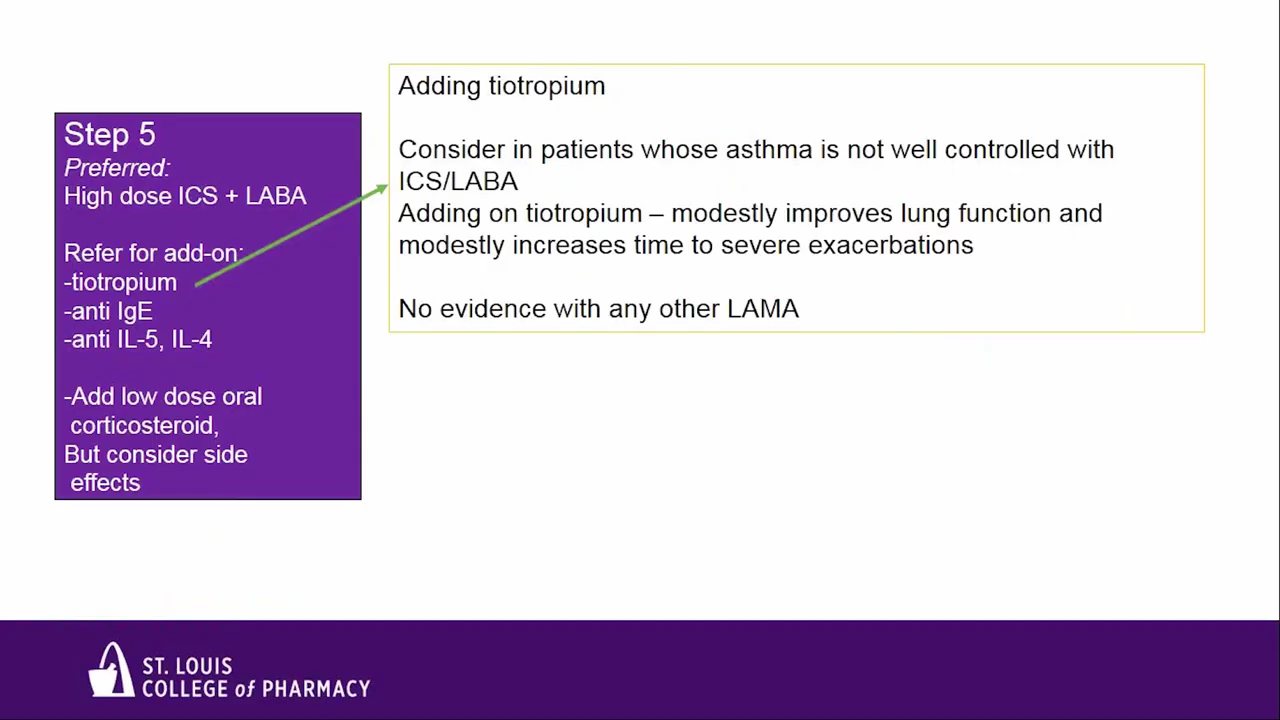 Step 5
Preferred:
High dose ICS + LABA
Refer for add-on:
-tiotropium
-anti IgE
-anti IL-5, IL-4
-Add low dose oral
corticosteroid,
But consider side
effects
Adding tiotropium
Consider in patients whose asthma is not well controlled with
ICS/LABA
Adding on tiotropium – modestly improves lung function and
modestly increases time to severe exacerbations
No evidence with any other LAMA
ST. LOUIS
COLLEGE of PHARMACY